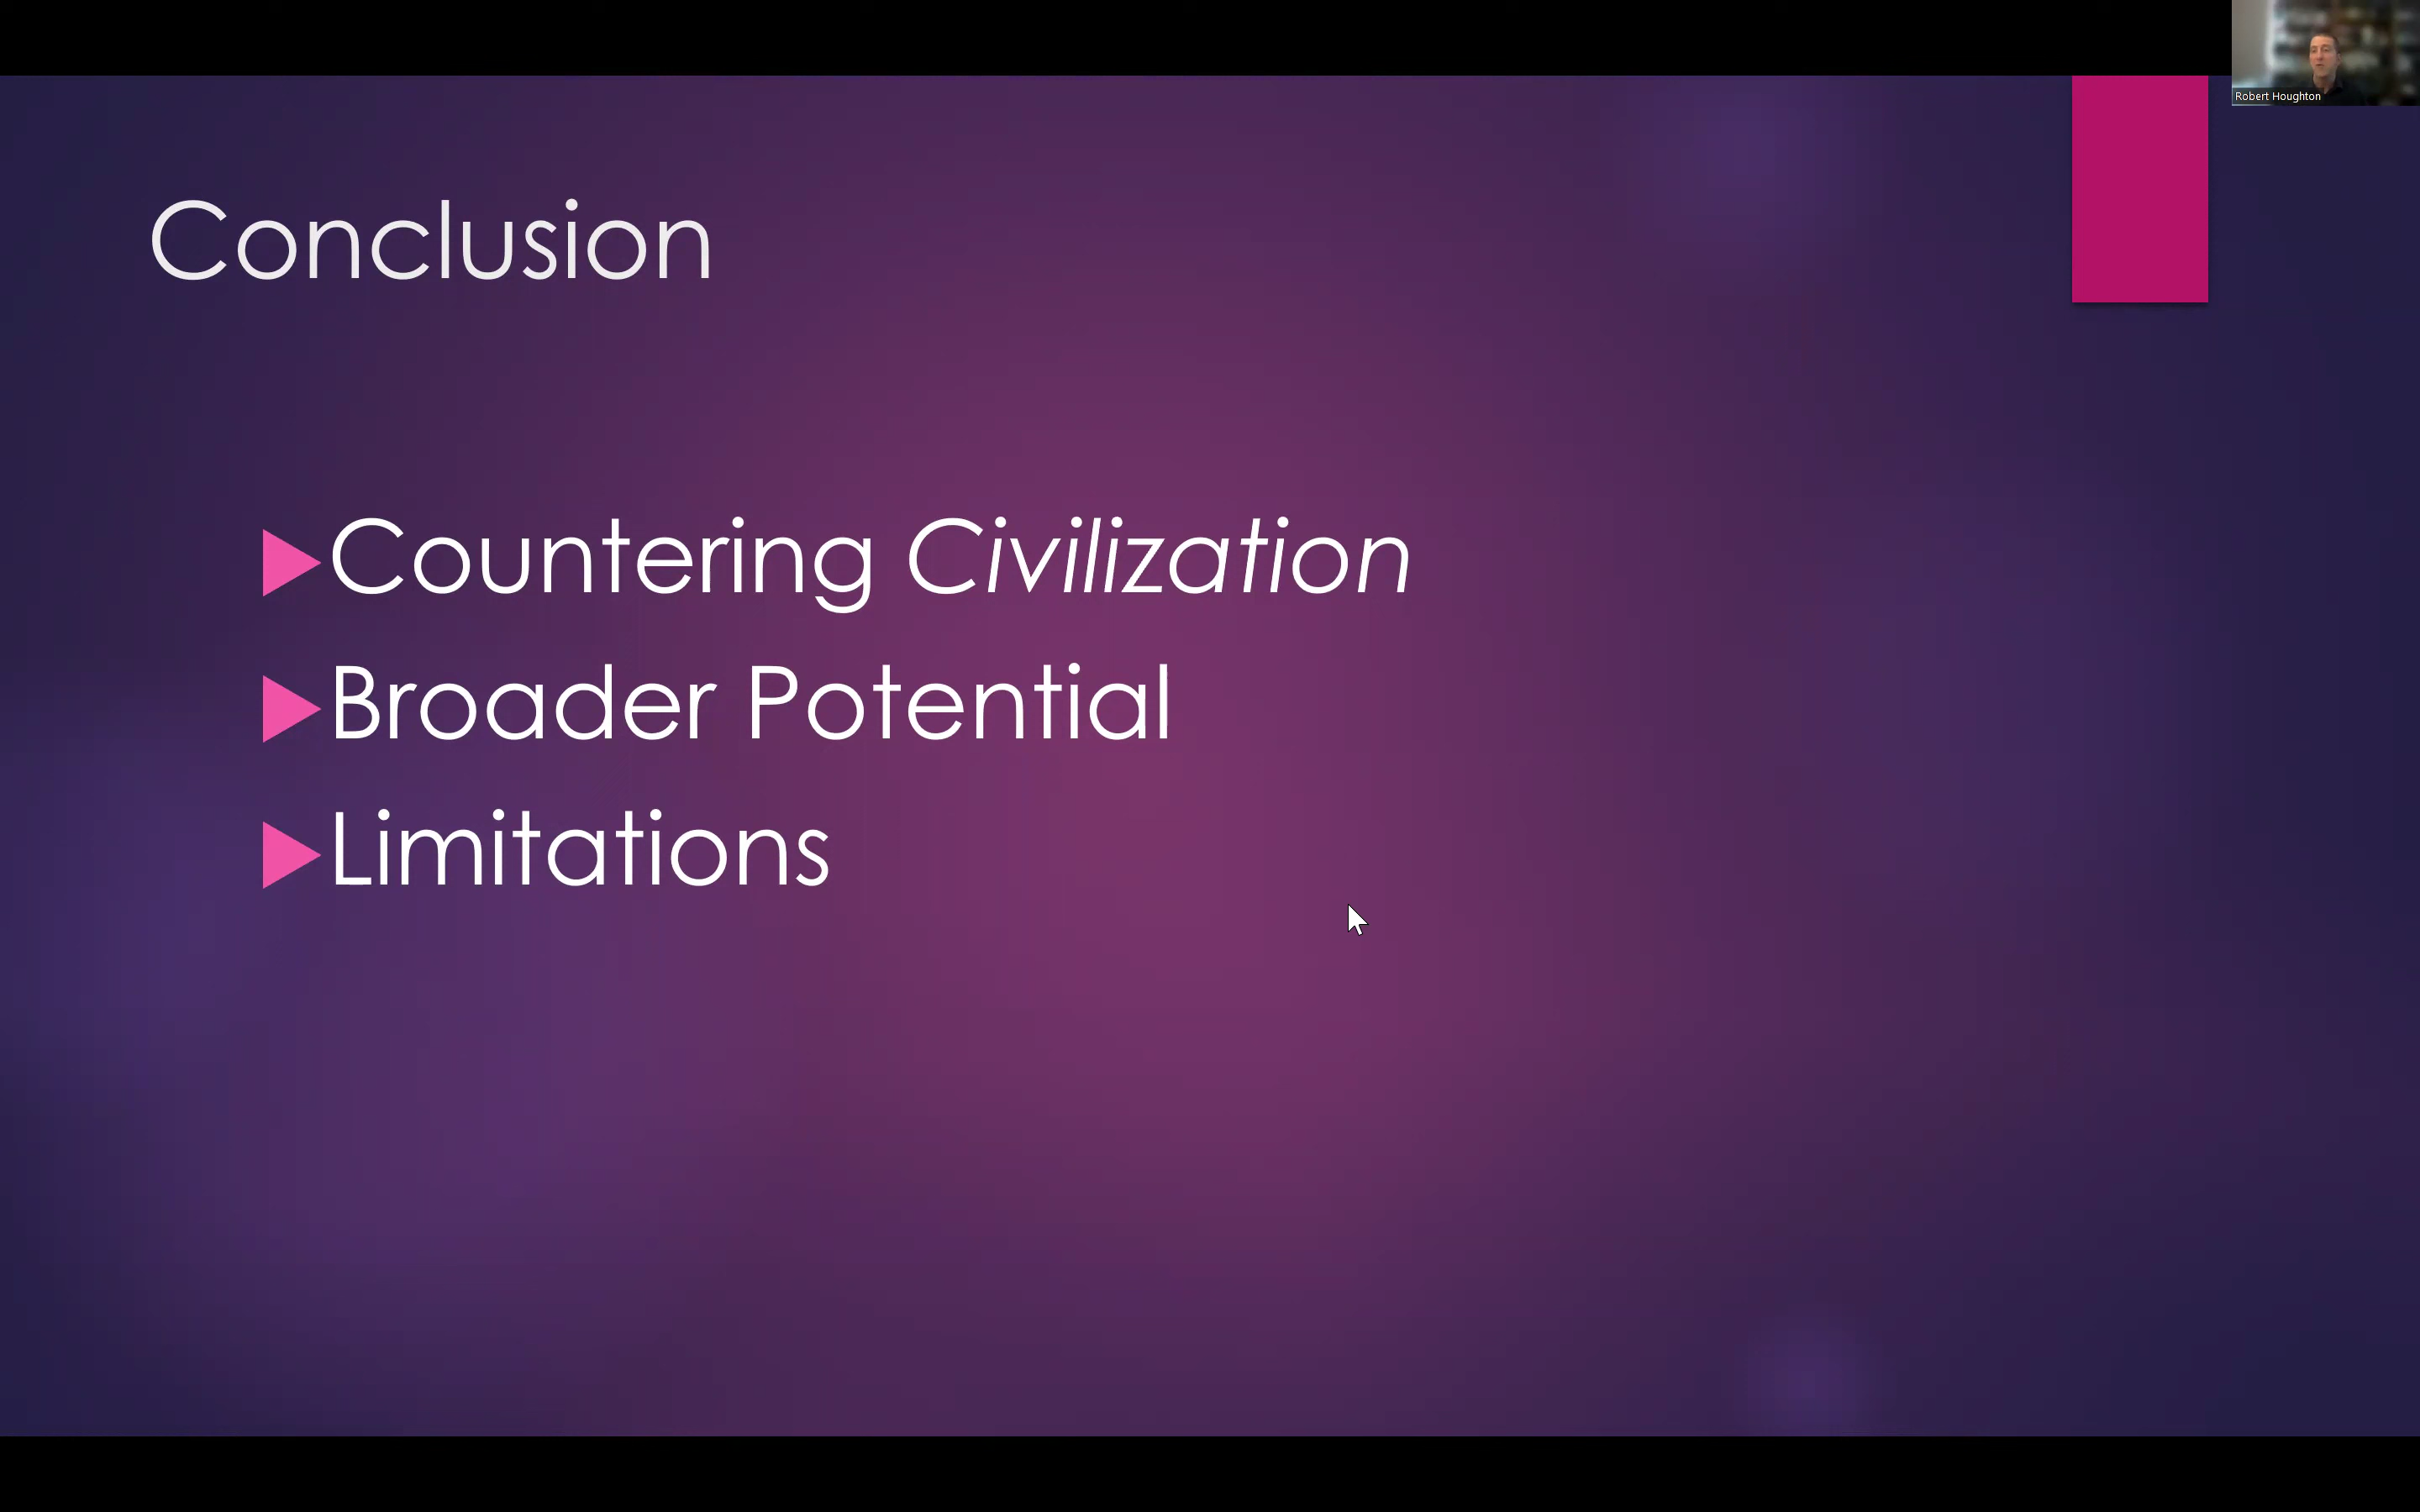 Robert Houghton
Conclusion
Countering Civilization
Broader Potential
Limitations